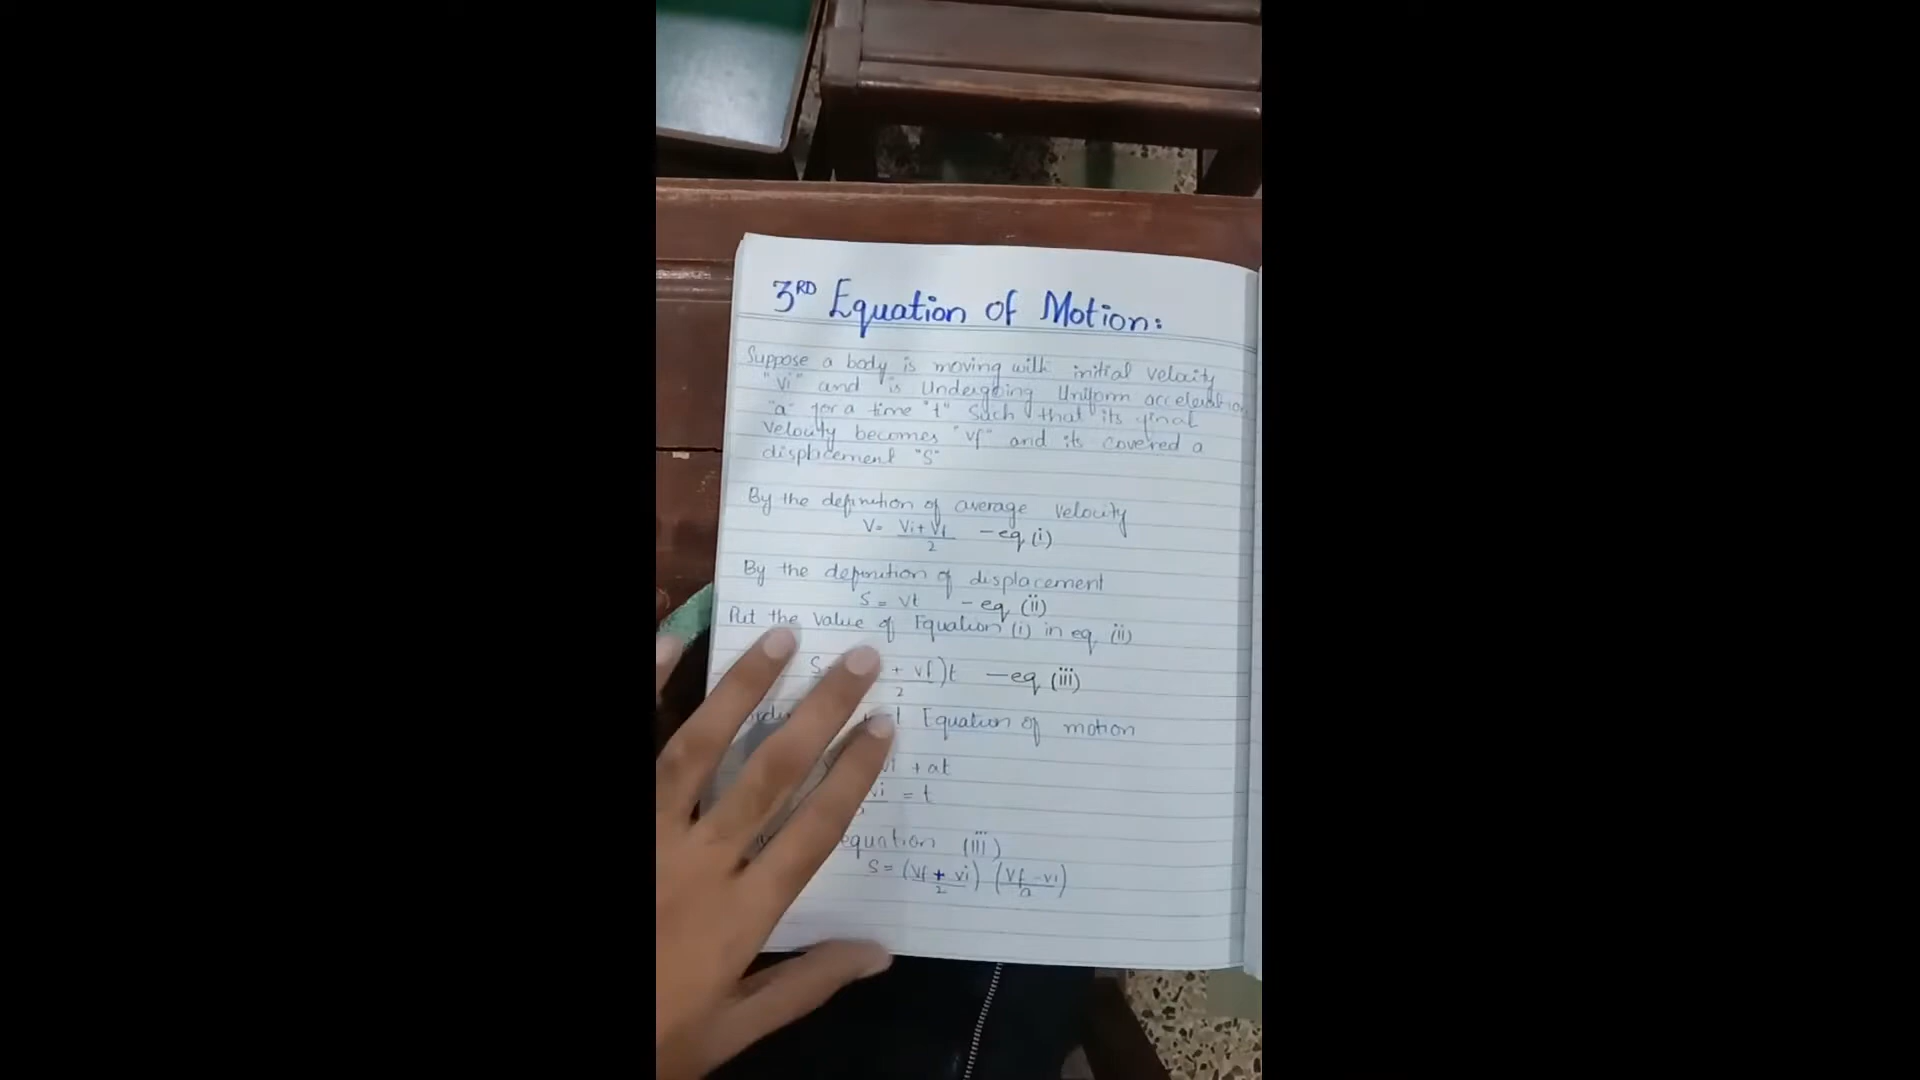 3RD Equation of Motion:
Suppose a body is moving with initial velocity
"vi" and is Undergoing Uniform acceleration
"a" for a time "t" Such that its final
velocity becomes "vf" and its covered a
displacement "S"
By the definition of average velocity
V= Vi+Vf/2 - eq (i)
By the definition of displacement
S = vt - eq (ii)
Put the value of Equation (i) in eq (ii)
S= + vf)t/2 - eq (iii)
Equation of motion
vi + at
vi = t
equation (iii)
S = (vf + vi/2) (vf - vi/a)